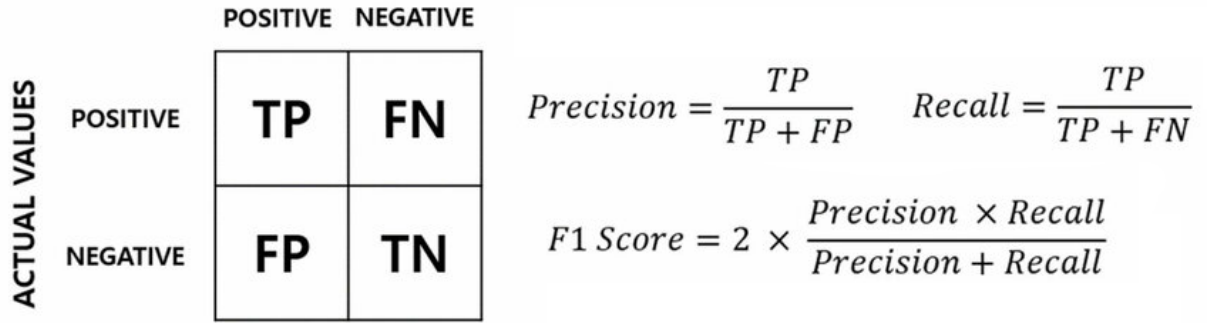 POSITIVE NEGATIVE
ACTUAL VALUES
POSITIVE TP FN
NEGATIVE FP TN
Precision = TP / TP + FP
Recall = TP / TP + FN
F1 Score = 2 × Precision × Recall / Precision + Recall